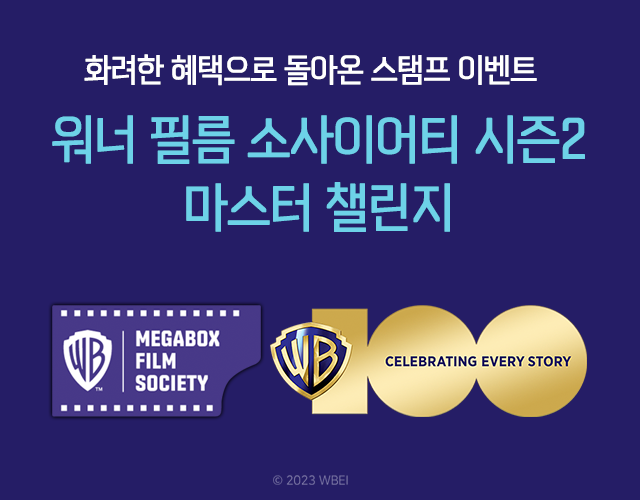 화려한 혜택으로 돌아온 스탬프 이벤트
워너 필름 소사이어티 시즌2
마스터 챌린지
WB
TM
MEGABOX
FILM
SOCIETY
WB
100
CELEBRATING EVERY STORY
© 2023 WBEI